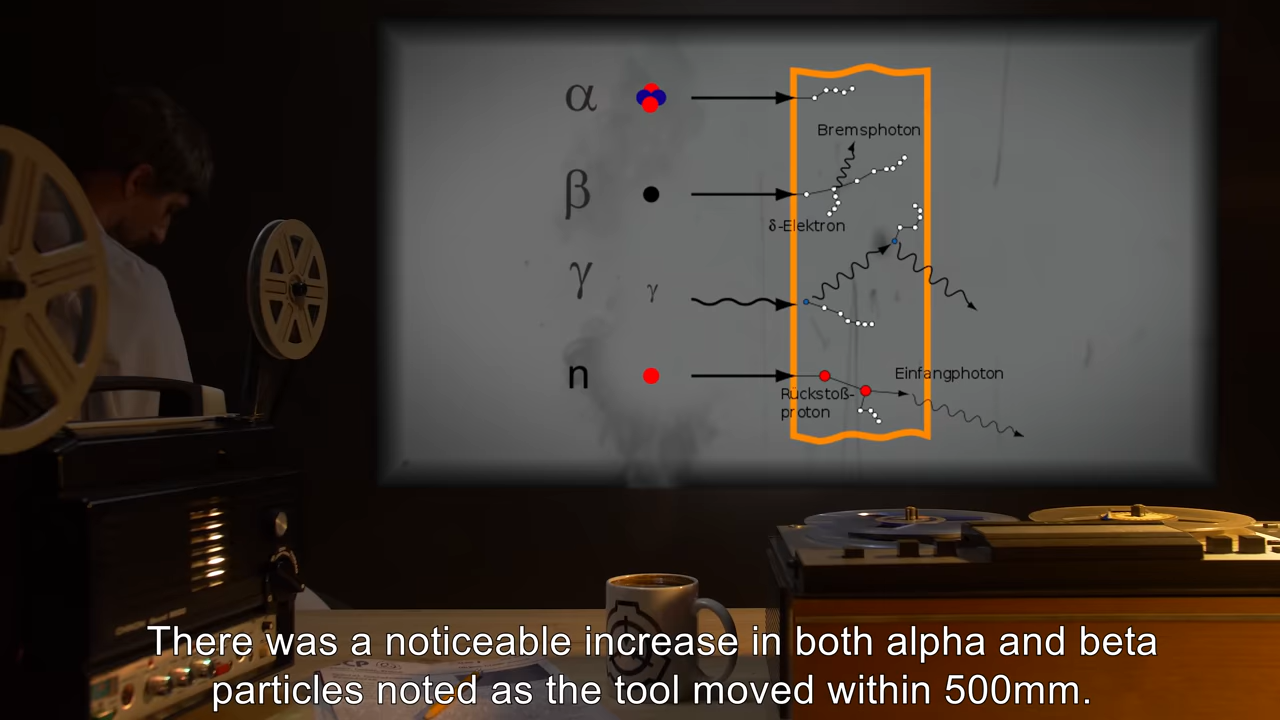 α
Bremsphoton
β
δ-Elektron
γ
γ
n
Einfangphoton
Rückstoß-
proton
There was a noticeable increase in both alpha and beta
particles noted as the tool moved within 500mm.